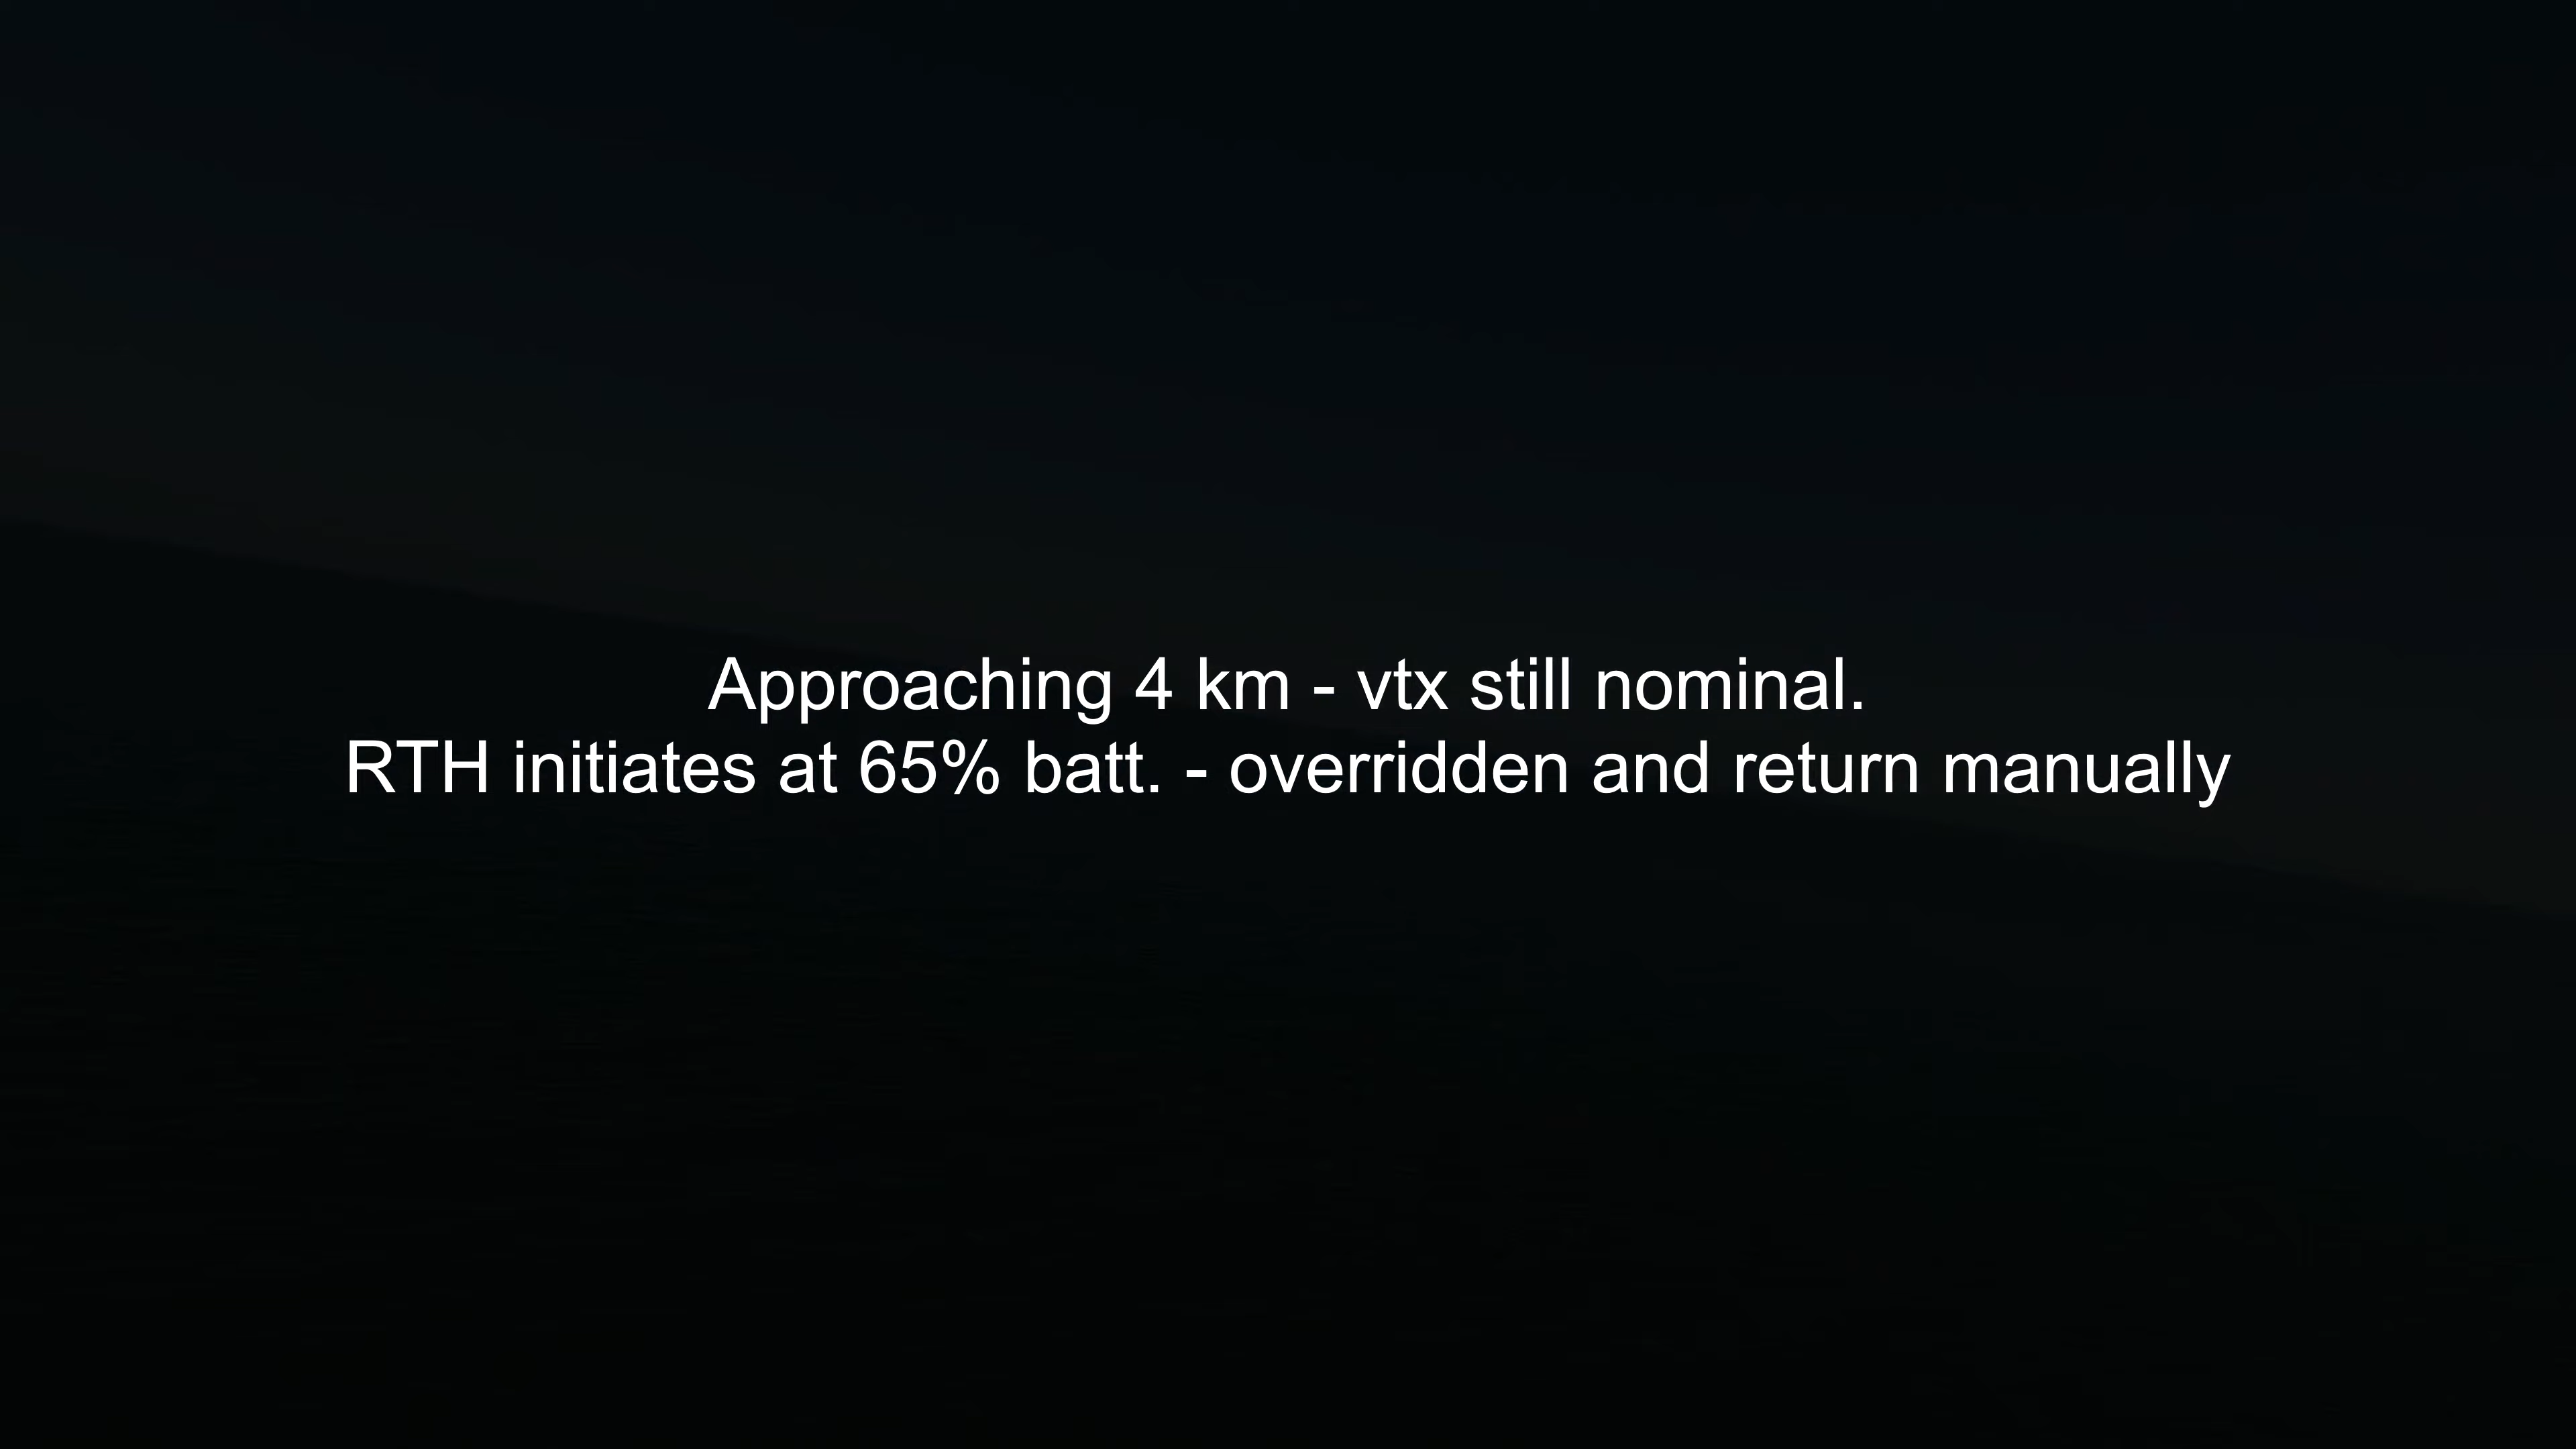 Approaching 4 km - vtx still nominal.
RTH initiates at 65% batt. - overridden and return manually